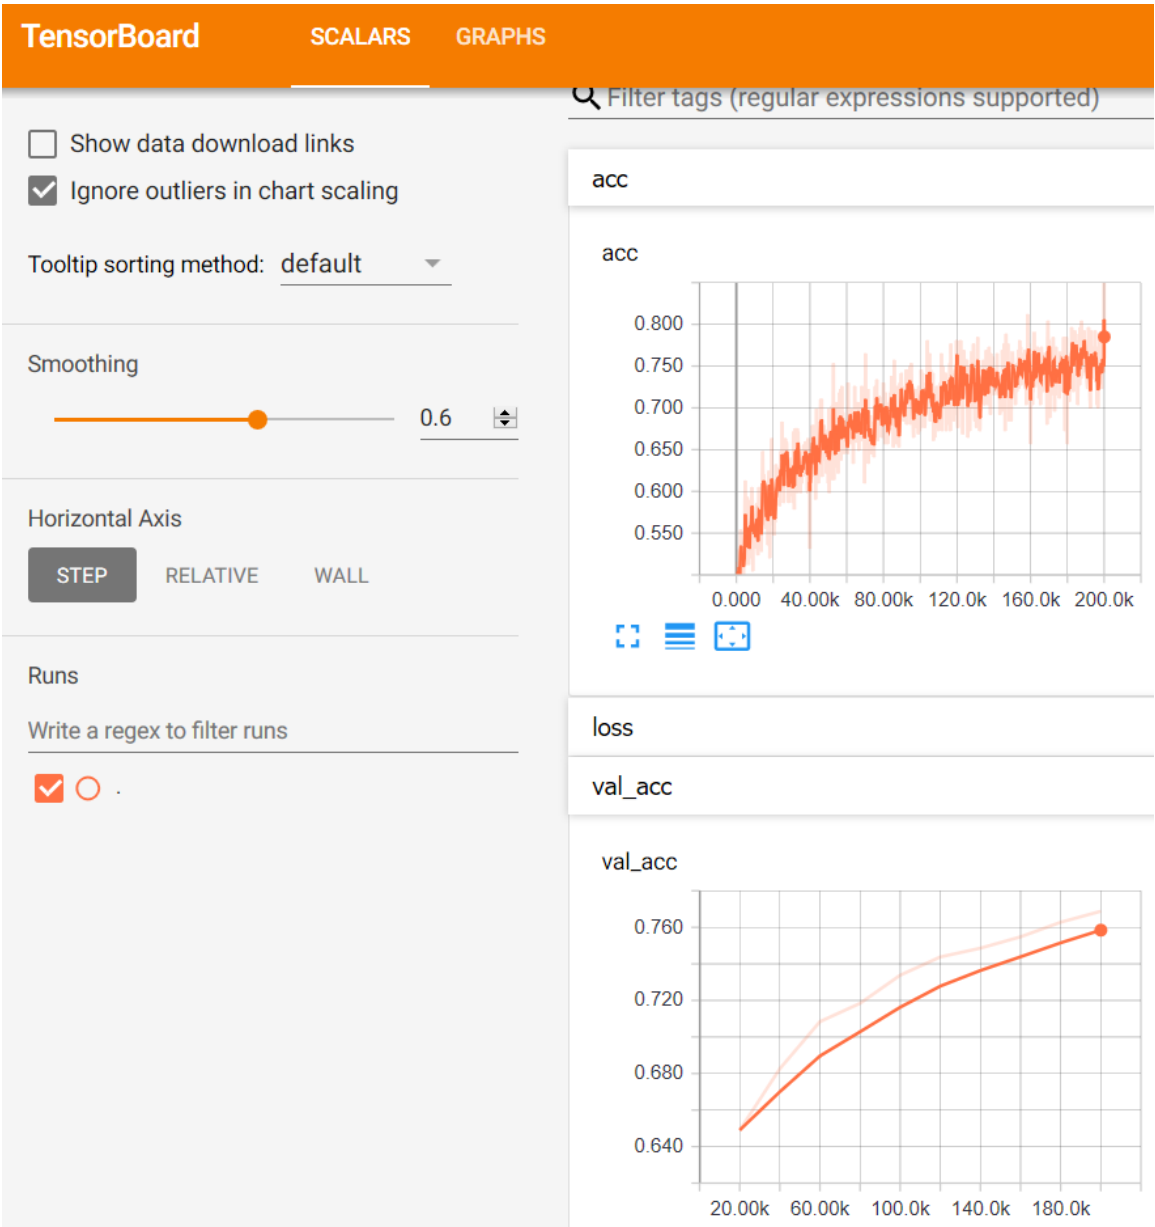 TensorBoard SCALARS GRAPHS
Filter tags (regular expressions supported)
Show data download links
Ignore outliers in chart scaling
Tooltip sorting method: default
Smoothing
0.6
Horizontal Axis
STEP RELATIVE WALL
Runs
Write a regex to filter runs
.
acc
acc
0.800
0.750
0.700
0.650
0.600
0.550
0.000 40.00k 80.00k 120.0k 160.0k 200.0k
loss
val_acc
val_acc
0.760
0.720
0.680
0.640
20.00k 60.00k 100.0k 140.0k 180.0k